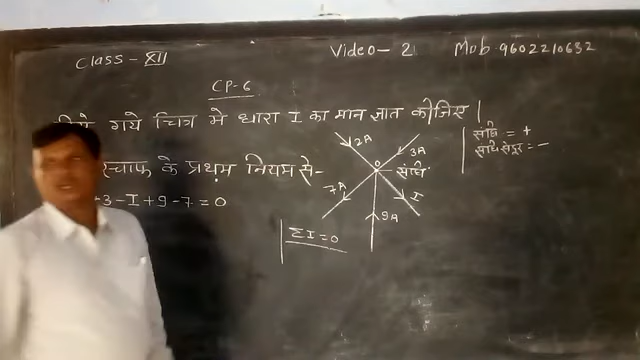 Class - XII Video - 2 Mob 9602210632
CP-6
गये चित्र मे धारा I का मान ज्ञात कीजिए |
के प्रथम नियम से-
+3 - I + 9 - 7 = 0
ΣI = 0
2A
3A
संधि
O
7A
I
9A
संधि = +
संधि से दूर = -